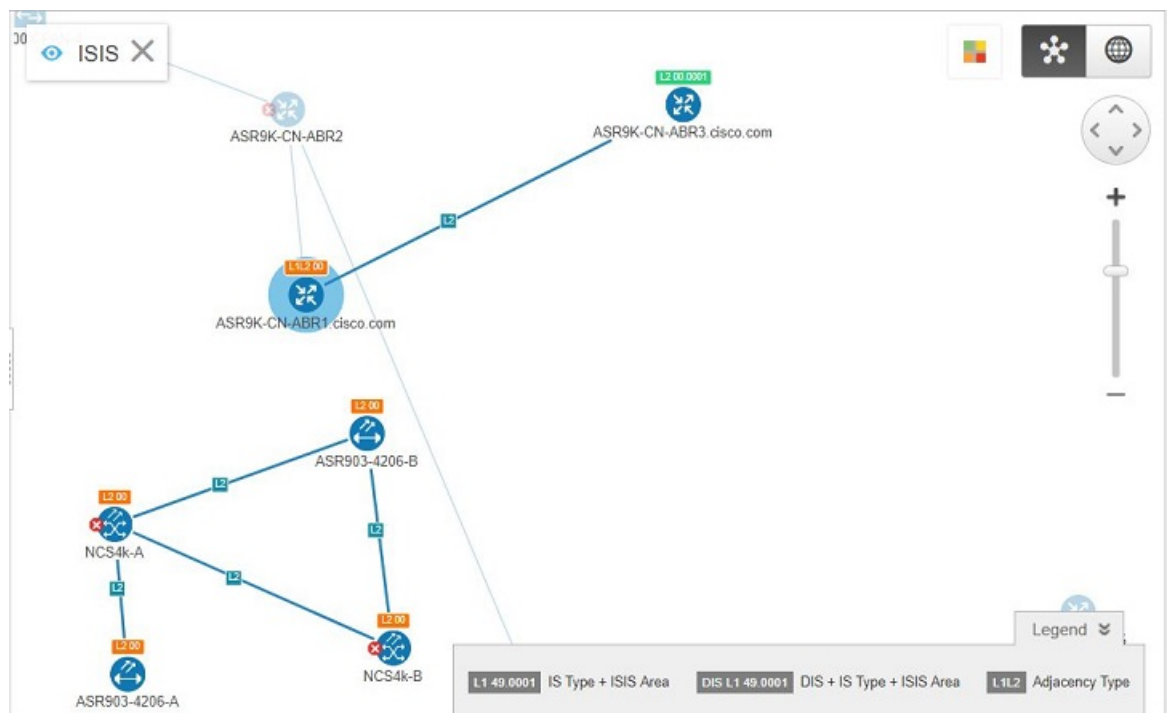 00
ISIS
L2 00.0001
ASR9K-CN-ABR2
ASR9K-CN-ABR3.cisco.com
L2
L1L2 00
ASR9K-CN-ABR1.cisco.com
L2 00
ASR903-4206-B
L2
L2 00
L2
NCS4k-A
L2
L2
L2 00
L2 00
NCS4k-B
ASR903-4206-A
Legend
L1 49.0001 IS Type + ISIS Area
DIS L1 49.0001 DIS + IS Type + ISIS Area
L1L2 Adjacency Type